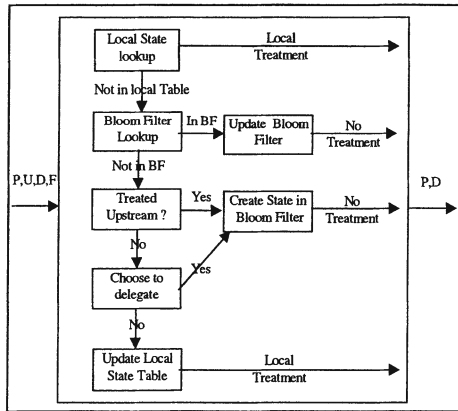 Local State
lookup
Local
Treatment
Not in local Table
Bloom Filter
Lookup
In BF
Update Bloom
Filter
No
Treatment
Not in BF
P,U,D,F
Treated
Upstream ?
Yes
Create State in
Bloom Filter
No
Treatment
P,D
No
Choose to
delegate
Yes
No
Update Local
State Table
Local
Treatment